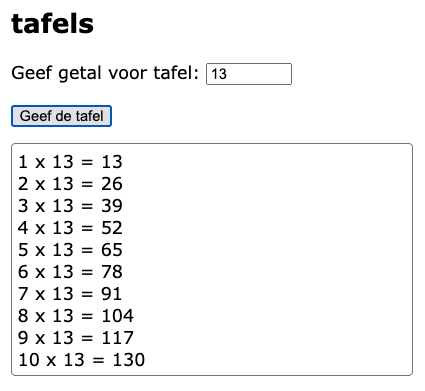 tafels
Geef getal voor tafel: 13
Geef de tafel
1 x 13 = 13
2 x 13 = 26
3 x 13 = 39
4 x 13 = 52
5 x 13 = 65
6 x 13 = 78
7 x 13 = 91
8 x 13 = 104
9 x 13 = 117
10 x 13 = 130